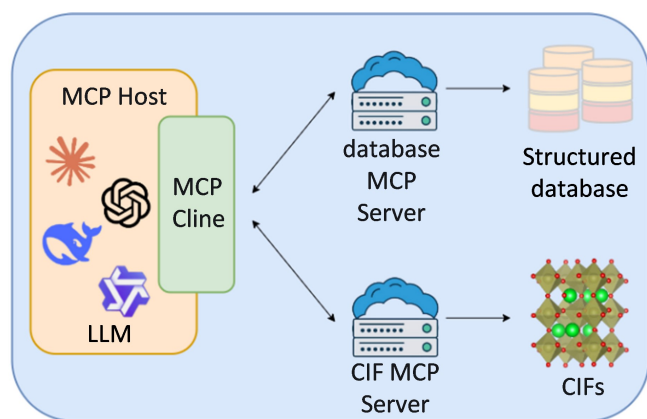 MCP Host
MCP
Cline
LLM
database
MCP
Server
Structured
database
CIF MCP
Server
CIFs